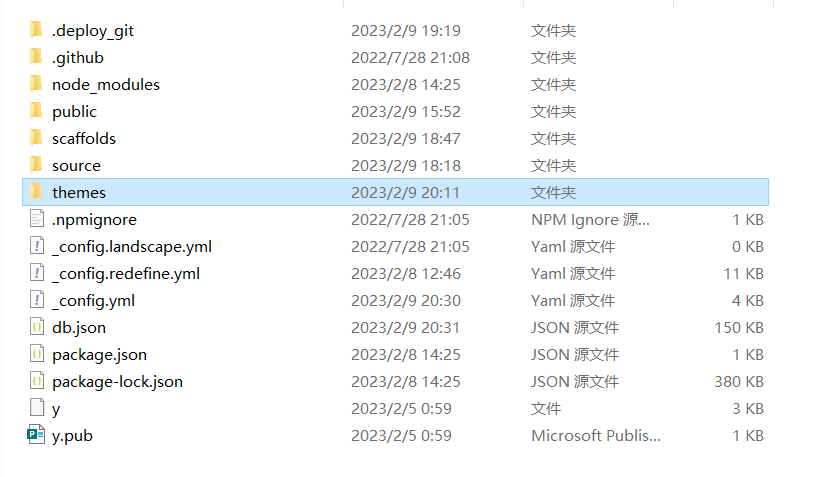 .deploy_git 2023/2/9 19:19 文件夹
.github 2022/7/28 21:08 文件夹
node_modules 2023/2/8 14:25 文件夹
public 2023/2/9 15:52 文件夹
scaffolds 2023/2/9 18:47 文件夹
source 2023/2/9 18:18 文件夹
themes 2023/2/9 20:11 文件夹
.npmignore 2022/7/28 21:05 NPM Ignore 源... 1 KB
_config.landscape.yml 2022/7/28 21:05 Yaml 源文件 0 KB
_config.redefine.yml 2023/2/8 12:46 Yaml 源文件 11 KB
_config.yml 2023/2/9 20:30 Yaml 源文件 4 KB
db.json 2023/2/9 20:31 JSON 源文件 150 KB
package.json 2023/2/8 14:25 JSON 源文件 1 KB
package-lock.json 2023/2/8 14:25 JSON 源文件 380 KB
y 2023/2/5 0:59 文件 3 KB
y.pub 2023/2/5 0:59 Microsoft Publis... 1 KB